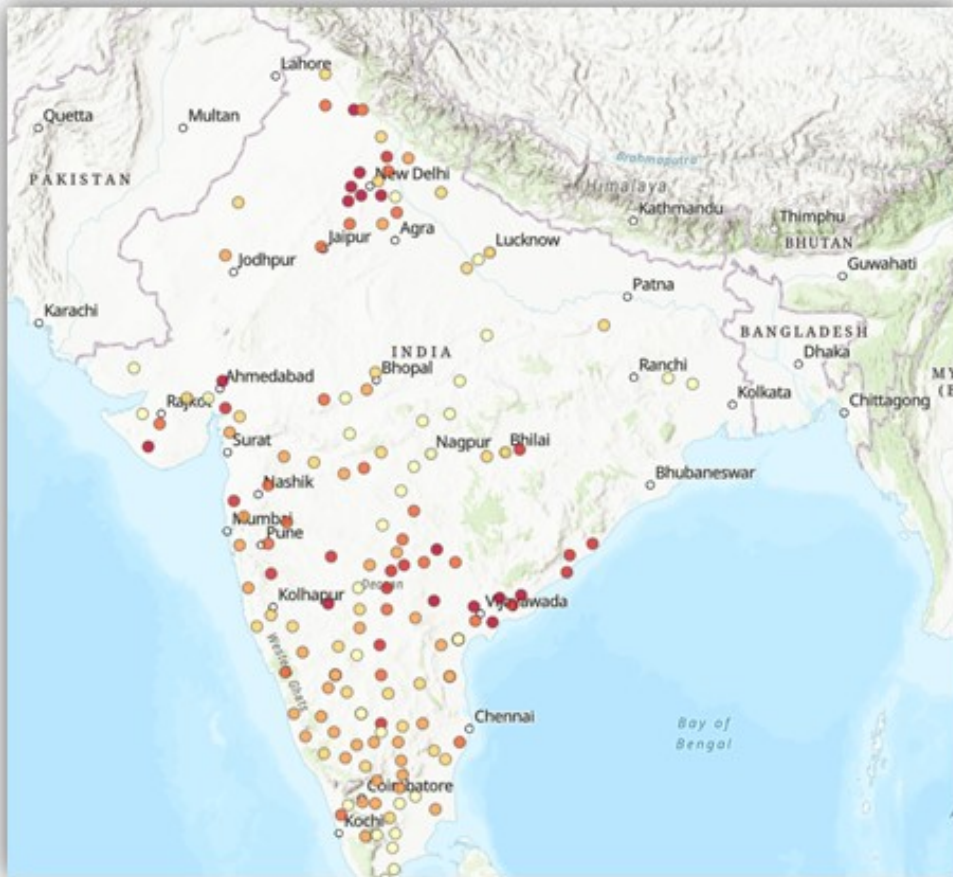 Lahore
Quetta
Multan
PAKISTAN
New Delhi
Brahmaputra
Himalaya
Kathmandu
Thimphu
BHUTAN
Jaipur
Agra
Lucknow
Guwahati
Jodhpur
Patna
Karachi
BANGLADESH
Dhaka
INDIA
Ahmedabad
Bhopal
Ranchi
MY
Kolkata
Chittagong
Rajkot
Surat
Nagpur
Bhilai
Nashik
Bhubaneswar
Mumbai
Pune
Deccan
Kolhapur
Vijayawada
Western Ghats
Chennai
Bay of
Bengal
Coimbatore
Kochi